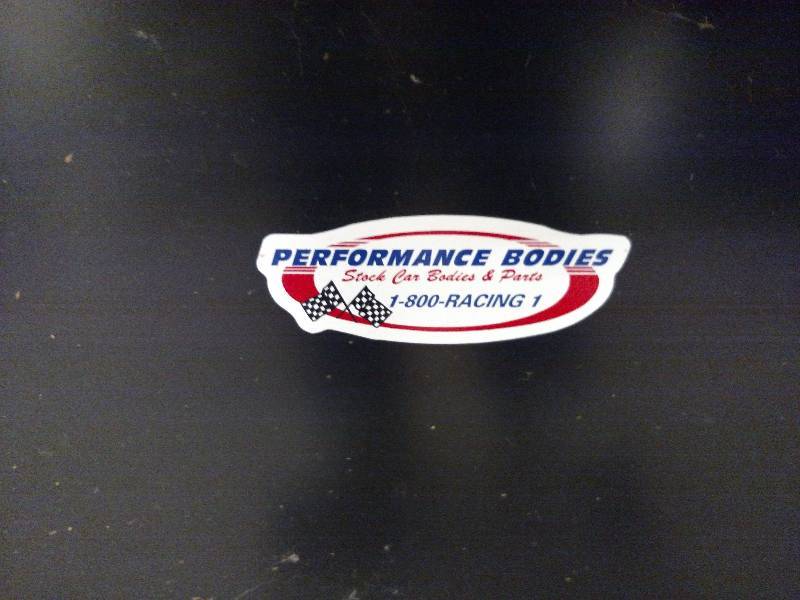 PERFORMANCE BODIES
Stock Car Bodies & Parts
1-800-RACING 1